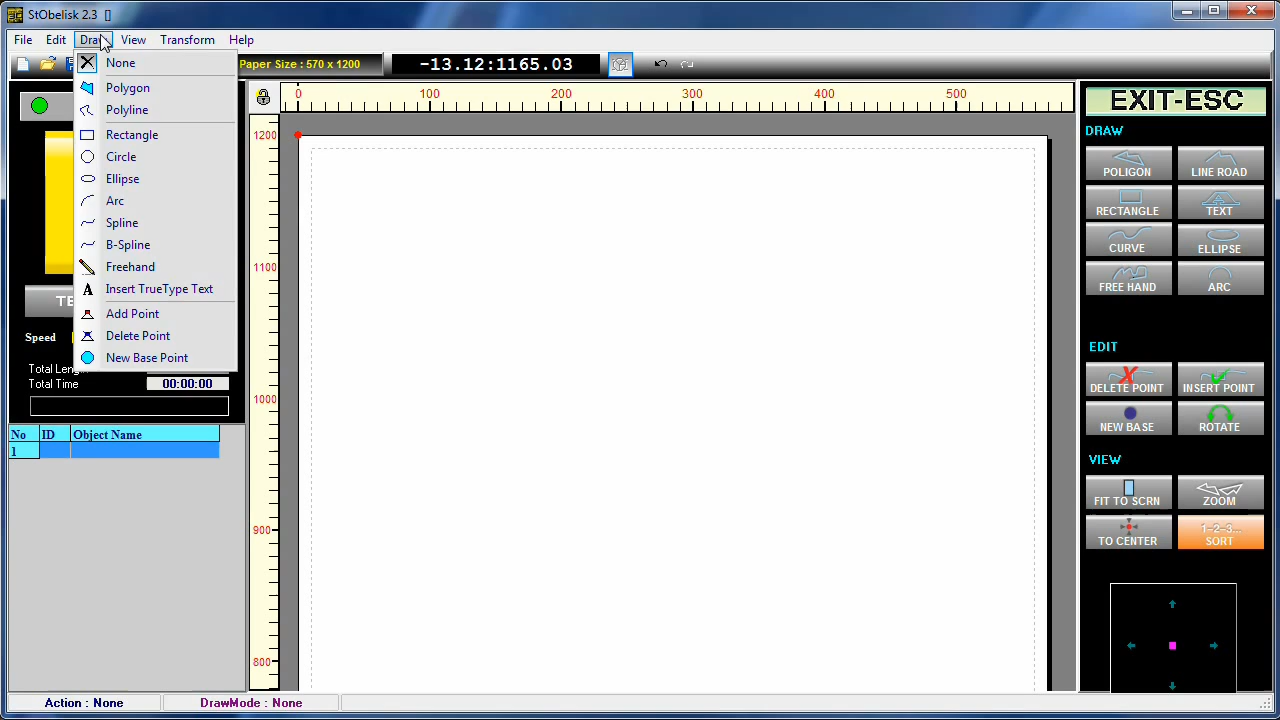 StObelisk 2.3 []
File Edit Draw View Transform Help
Paper Size : 570 x 1200
-13.12:1165.03
None
Polygon
Polyline
Rectangle
Circle
Ellipse
Arc
Spline
B-Spline
Freehand
A Insert TrueType Text
Add Point
Delete Point
New Base Point
Speed
Total Time 00:00:00
No ID Object Name
1
0 100 200 300 400 500
1200
1100
1000
900
800
EXIT-ESC
DRAW
POLIGON LINE ROAD
RECTANGLE TEXT
CURVE ELLIPSE
FREE HAND ARC
EDIT
DELETE POINT INSERT POINT
NEW BASE ROTATE
VIEW
FIT TO SCRN ZOOM
1-2-3...
TO CENTER SORT
Action : None DrawMode : None